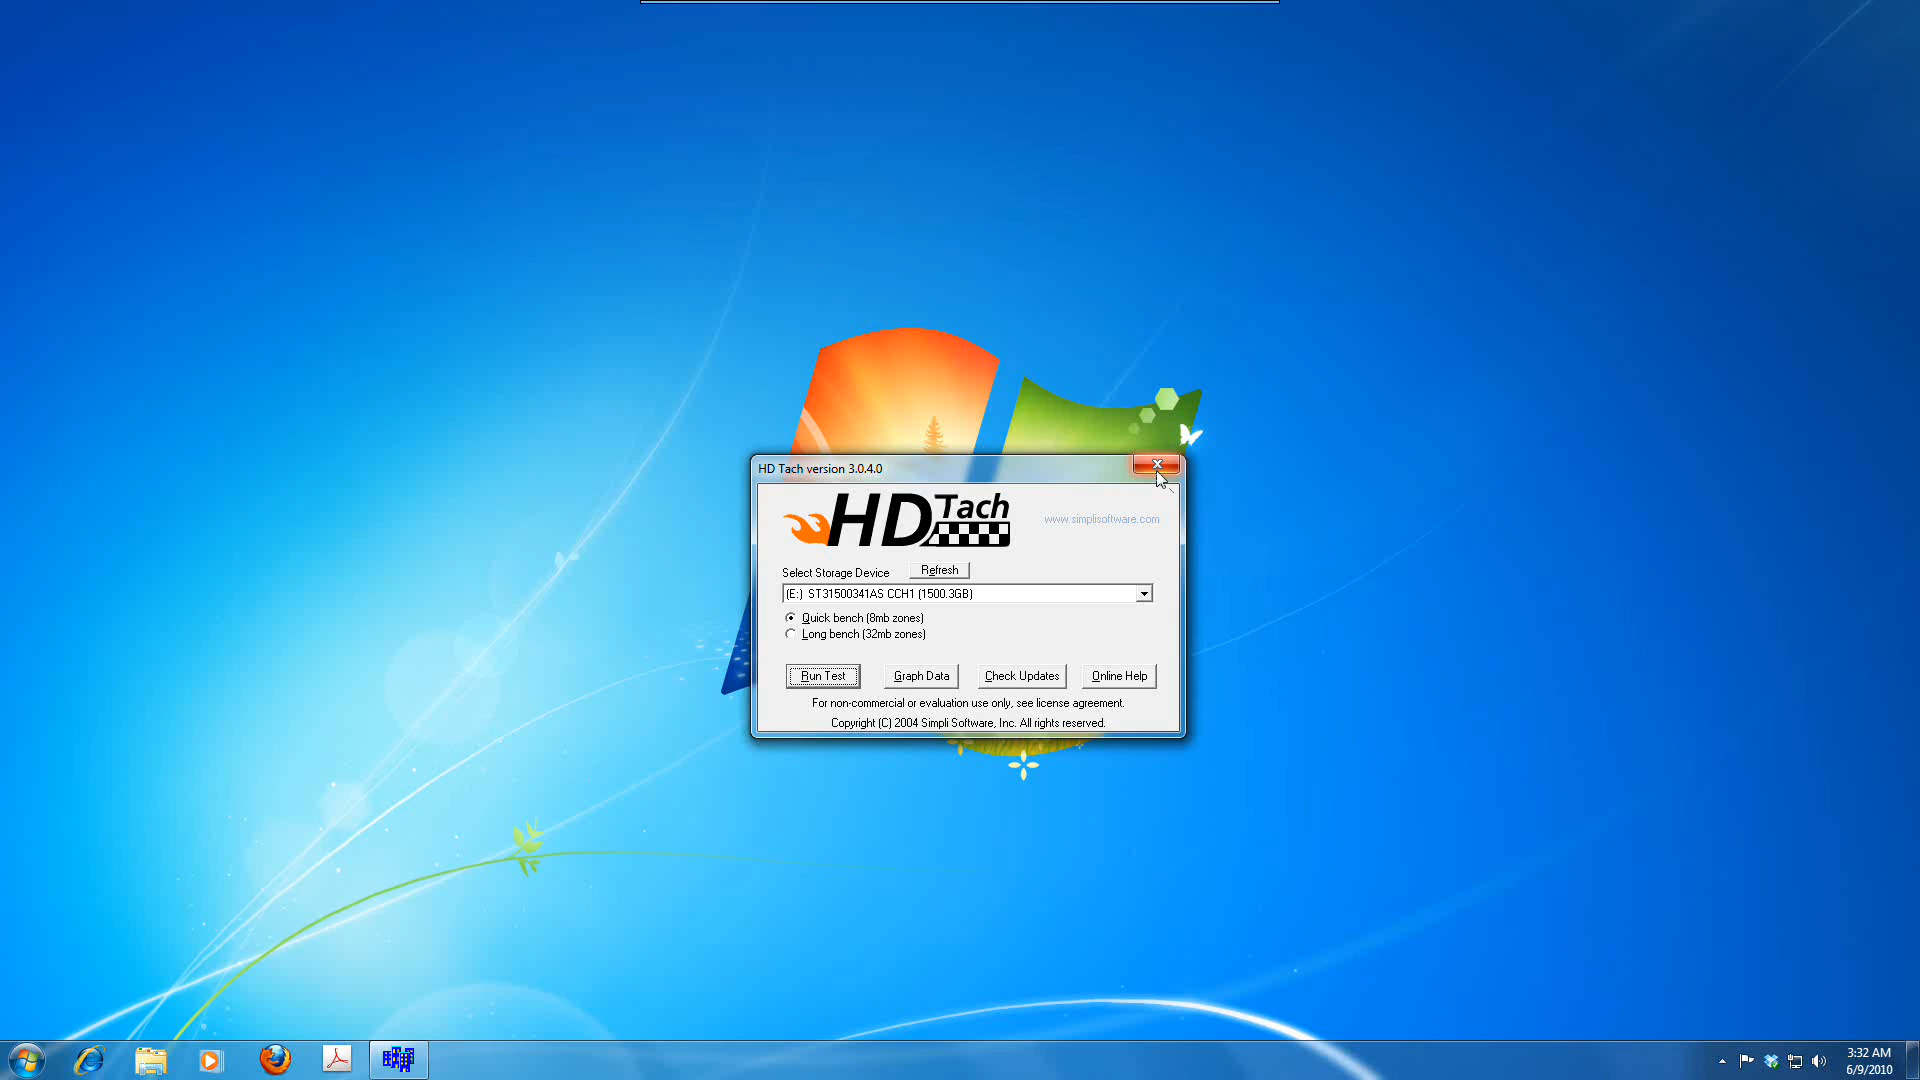 HD Tach version 3.0.4.0
HD Tach
www.simplisoftware.com
Select Storage Device
Refresh
(E:) ST31500341AS CCH1 (1500.3GB)
Quick bench (8mb zones)
Long bench (32mb zones)
Run Test
Graph Data
Check Updates
Online Help
For non-commercial or evaluation use only, see license agreement.
Copyright (C) 2004 Simpli Software, Inc. All rights reserved.
3:32 AM
6/9/2010